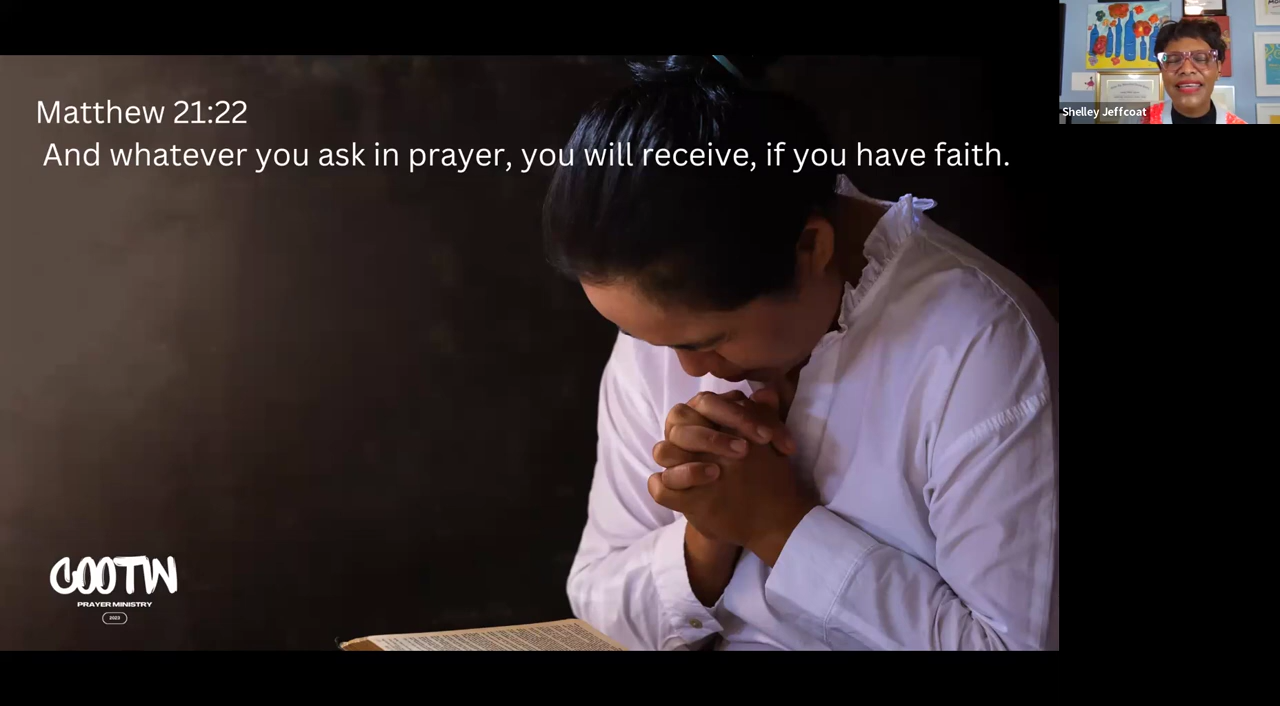 Matthew 21:22
And whatever you ask in prayer, you will receive, if you have faith.
Shelley Jeffcoat
COOTW
PRAYER MINISTRY
2023